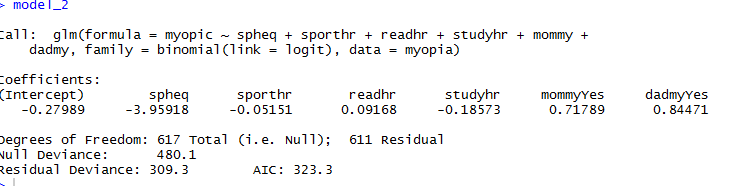 > model_2
Call:  glm(formula = myopic ~ spheq + sporthr + readhr + studyhr + mommy +
    dadmy, family = binomial(link = logit), data = myopia)
Coefficients:
(Intercept)        spheq      sporthr       readhr      studyhr     mommyYes     dadmyYes
   -0.27989     -3.95918     -0.05151      0.09168     -0.18573      0.71789      0.84471
Degrees of Freedom: 617 Total (i.e. Null);  611 Residual
Null Deviance:      480.1
Residual Deviance: 309.3        AIC: 323.3
>